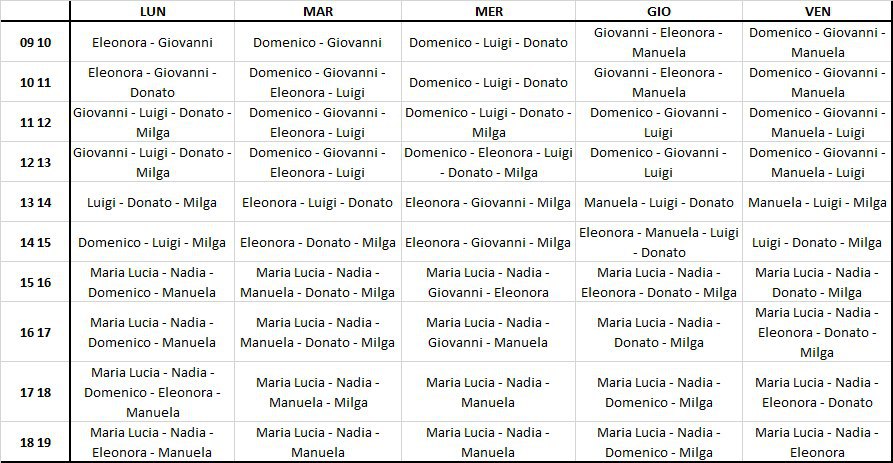 LUN MAR MER GIO VEN
09 10 Eleonora - Giovanni Domenico - Giovanni Domenico - Luigi - Donato Giovanni - Eleonora - Manuela Domenico - Giovanni - Manuela
10 11 Eleonora - Giovanni - Donato Domenico - Giovanni - Eleonora - Luigi Domenico - Luigi - Donato Giovanni - Eleonora - Manuela Domenico - Giovanni - Manuela
11 12 Giovanni - Luigi - Donato - Milga Domenico - Giovanni - Eleonora - Luigi Domenico - Luigi - Donato - Milga Domenico - Giovanni - Luigi Domenico - Giovanni - Manuela - Luigi
12 13 Giovanni - Luigi - Donato - Milga Domenico - Giovanni - Eleonora - Luigi Domenico - Eleonora - Luigi - Donato - Milga Domenico - Giovanni - Luigi Domenico - Giovanni - Manuela - Luigi
13 14 Luigi - Donato - Milga Eleonora - Luigi - Donato Eleonora - Giovanni - Milga Manuela - Luigi - Donato Manuela - Luigi - Milga
14 15 Domenico - Luigi - Milga Eleonora - Donato - Milga Eleonora - Giovanni - Milga Eleonora - Manuela - Luigi - Donato Luigi - Donato - Milga
15 16 Maria Lucia - Nadia - Domenico - Manuela Maria Lucia - Nadia - Manuela - Donato - Milga Maria Lucia - Nadia - Giovanni - Eleonora Maria Lucia - Nadia - Eleonora - Donato - Milga Maria Lucia - Nadia - Donato - Milga
16 17 Maria Lucia - Nadia - Domenico - Manuela Maria Lucia - Nadia - Manuela - Donato - Milga Maria Lucia - Nadia - Giovanni - Manuela Maria Lucia - Nadia - Donato - Milga Maria Lucia - Nadia - Eleonora - Donato - Milga
17 18 Maria Lucia - Nadia - Domenico - Eleonora - Manuela Maria Lucia - Nadia - Manuela - Milga Maria Lucia - Nadia - Manuela Maria Lucia - Nadia - Domenico - Milga Maria Lucia - Nadia - Eleonora - Donato
18 19 Maria Lucia - Nadia - Eleonora - Manuela Maria Lucia - Nadia - Manuela Maria Lucia - Nadia - Manuela Maria Lucia - Nadia - Domenico - Milga Maria Lucia - Nadia - Eleonora